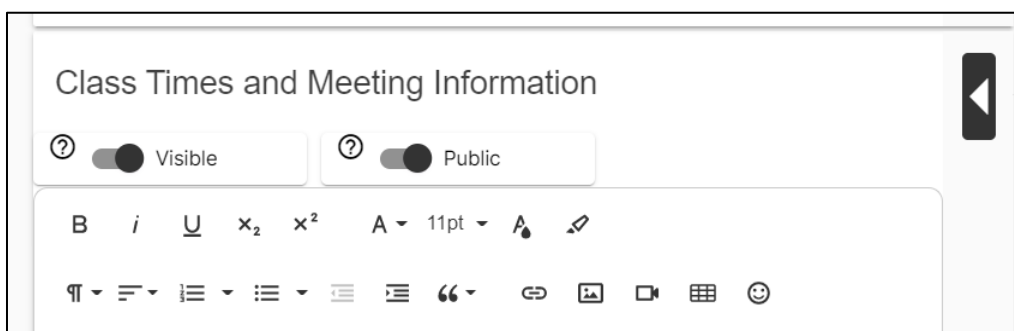 Class Times and Meeting Information
Visible Public
B i U x₂ x² A 11pt A